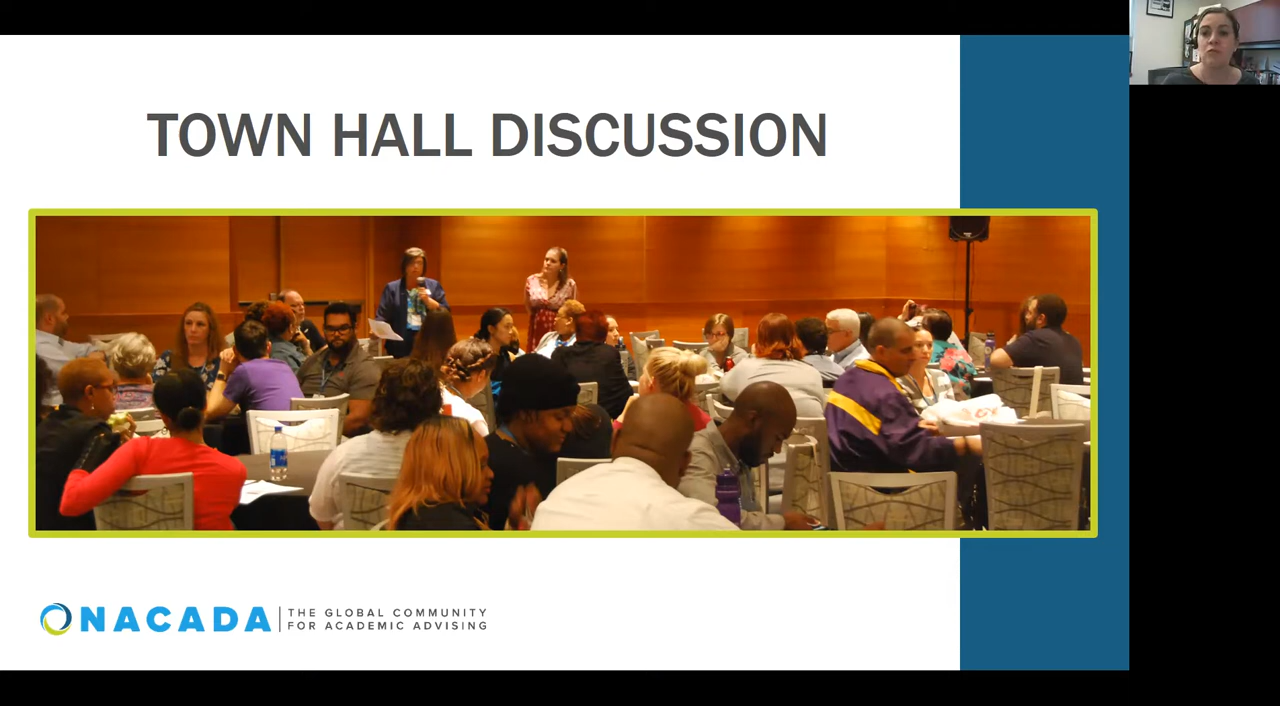 TOWN HALL DISCUSSION
NACADA
THE GLOBAL COMMUNITY
FOR ACADEMIC ADVISING